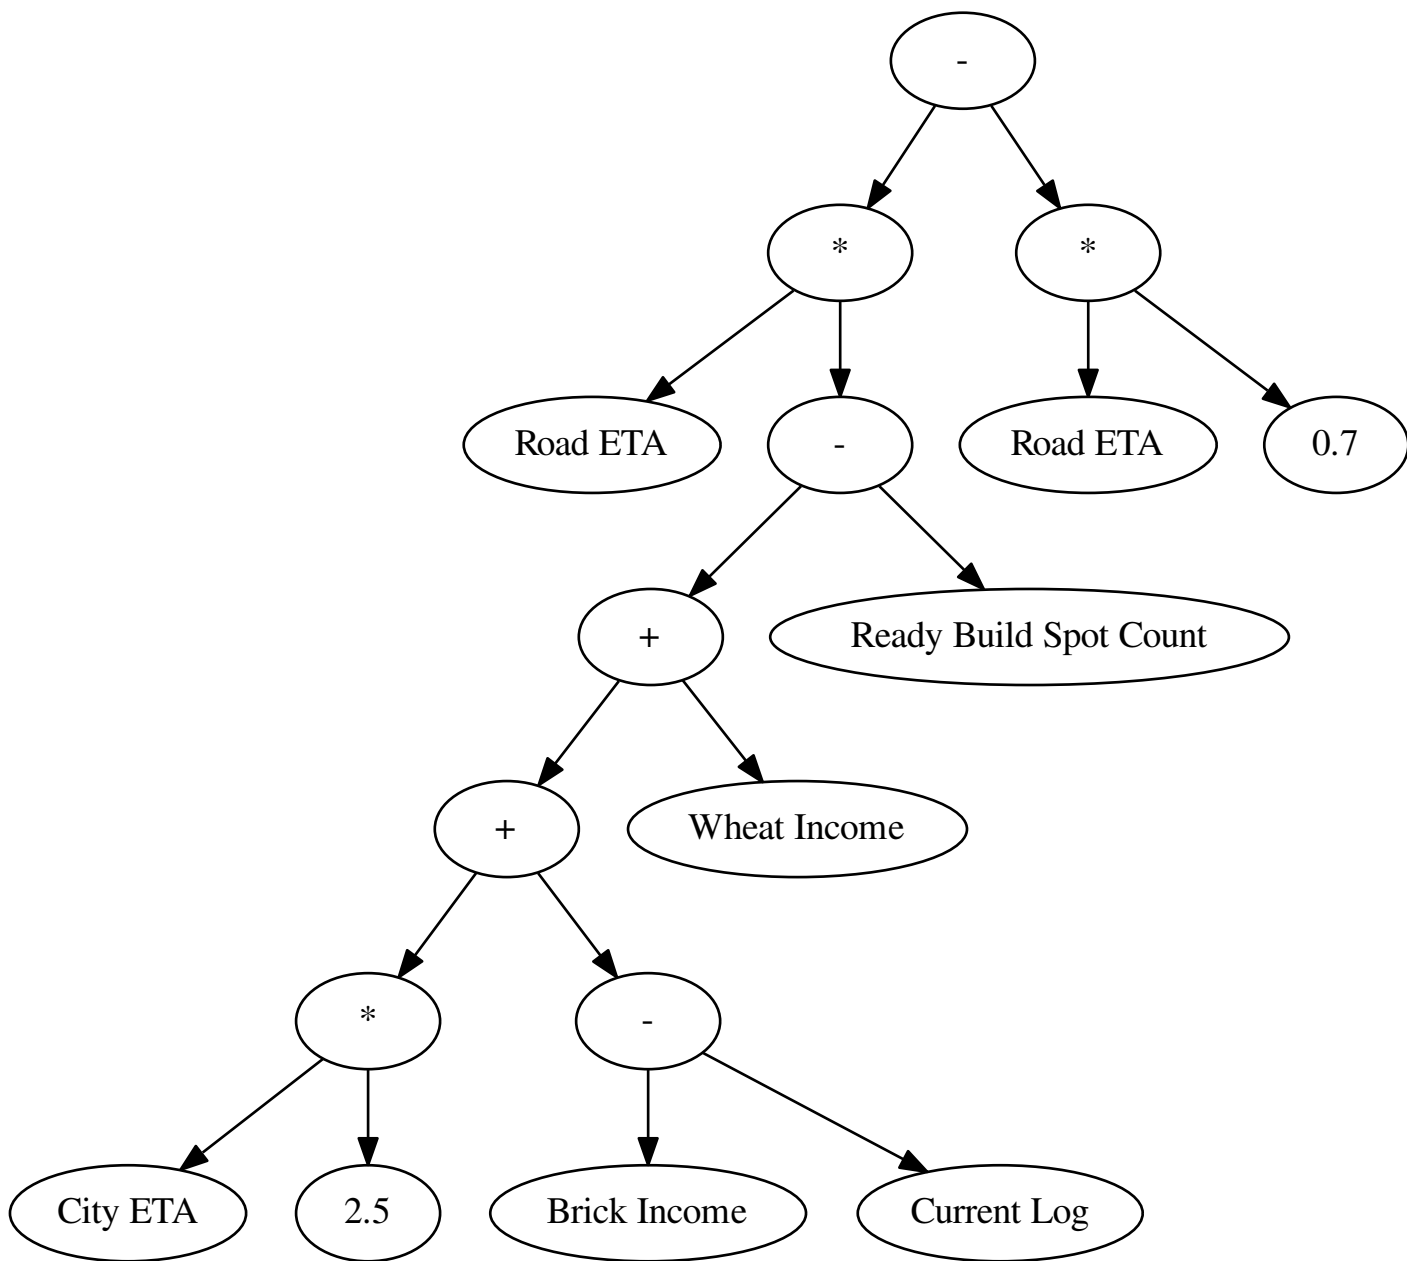 -
*
*
Road ETA
-
Road ETA
0.7
+
Ready Build Spot Count
+
Wheat Income
*
-
City ETA
2.5
Brick Income
Current Log